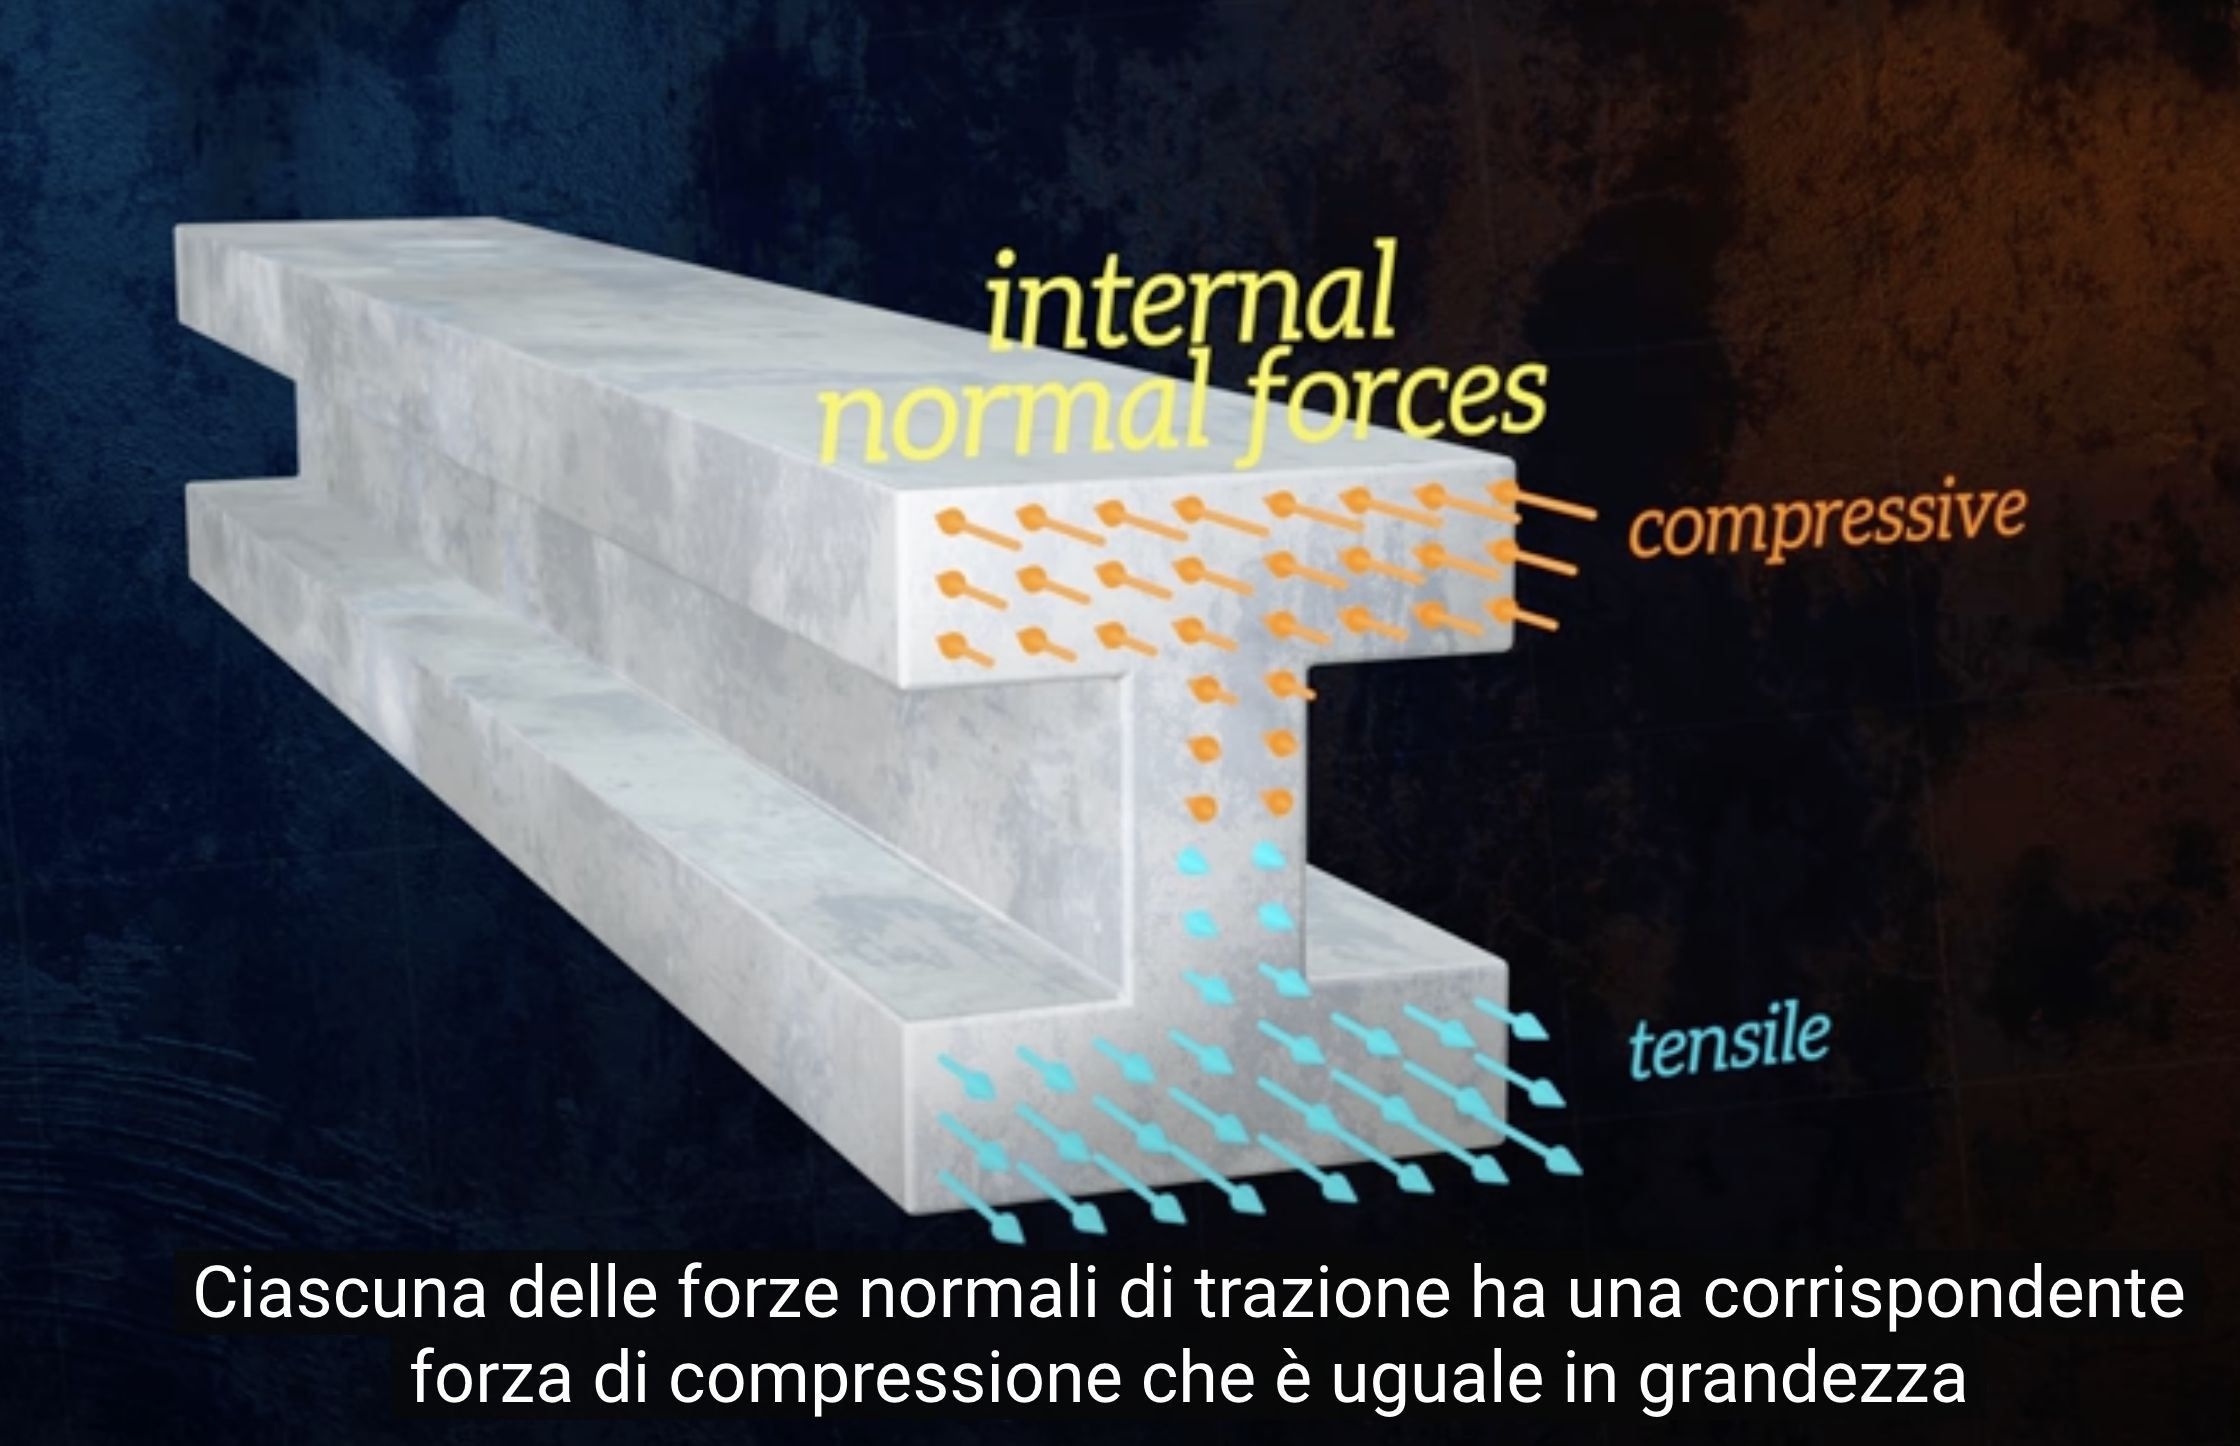 internal
normal forces
compressive
tensile
Ciascuna delle forze normali di trazione ha una corrispondente
forza di compressione che è uguale in grandezza